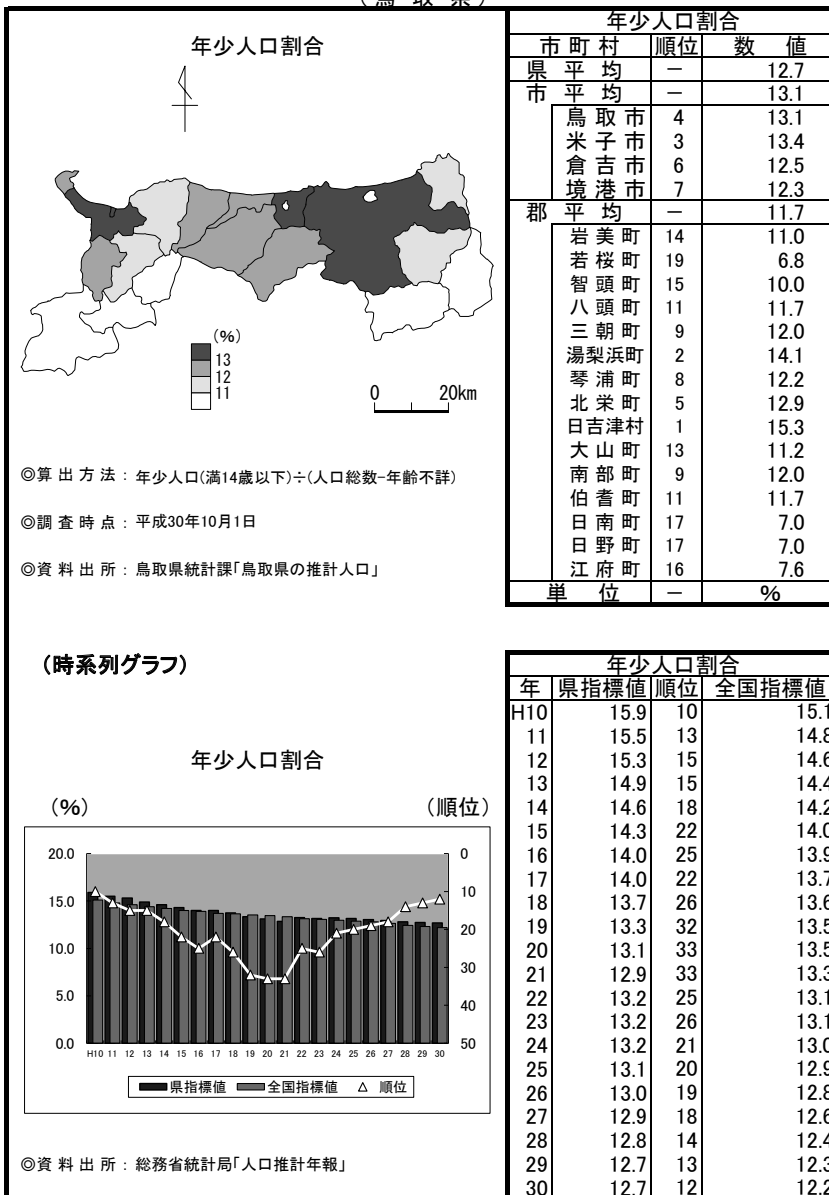 (鳥 取 県)
年少人口割合
(%)
13
12
11
0 20km
◎算 出 方 法 : 年少人口(満14歳以下)÷(人口総数-年齢不詳)
◎調 査 時 点 : 平成30年10月1日
◎資 料 出 所 : 鳥取県統計課「鳥取県の推計人口」
年少人口割合
市 町 村 順位 数 値
県 平 均 － 12.7
市 平 均 － 13.1
鳥 取 市 4 13.1
米 子 市 3 13.4
倉 吉 市 6 12.5
境 港 市 7 12.3
郡 平 均 － 11.7
岩 美 町 14 11.0
若 桜 町 19 6.8
智 頭 町 15 10.0
八 頭 町 11 11.7
三 朝 町 9 12.0
湯梨浜町 2 14.1
琴 浦 町 8 12.2
北 栄 町 5 12.9
日吉津村 1 15.3
大 山 町 13 11.2
南 部 町 9 12.0
伯 耆 町 11 11.7
日 南 町 17 7.0
日 野 町 17 7.0
江 府 町 16 7.6
単 位 － %
(時系列グラフ)
年少人口割合
(%) (順位)
20.0 0
15.0 10
10.0 20
5.0 30
0.0 40
50
H10 11 12 13 14 15 16 17 18 19 20 21 22 23 24 25 26 27 28 29 30
県指標値 全国指標値 順位
◎資 料 出 所 : 総務省統計局「人口推計年報」
年少人口割合
年 県指標値 順位 全国指標値
H10 15.9 10 15.1
11 15.5 13 14.8
12 15.3 15 14.6
13 14.9 15 14.4
14 14.6 18 14.2
15 14.3 22 14.0
16 14.0 25 13.9
17 14.0 22 13.7
18 13.7 26 13.6
19 13.3 32 13.5
20 13.1 33 13.5
21 12.9 33 13.3
22 13.2 25 13.1
23 13.2 26 13.1
24 13.2 21 13.0
25 13.1 20 12.9
26 13.0 19 12.8
27 12.9 18 12.6
28 12.8 14 12.4
29 12.7 13 12.3
30 12.7 12 12.2